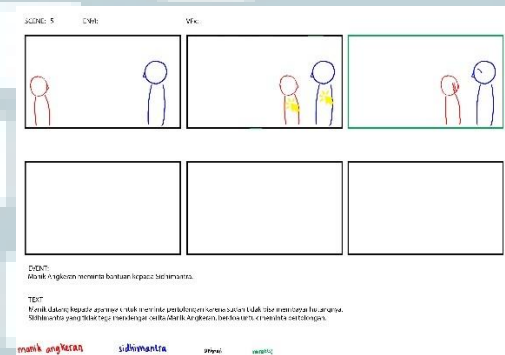 SCENE: 5 ENV: VFx:
EVENT:
Manik Angkeran meminta bantuan kepada Sidhimantra.
TEXT
Manik datang kepada ayahnya untuk meminta pertolongan karena sudah tidak bisa membayar hutangnya.
Sidhimantra yang tidak tega mendengar cerita Manik Angkeran, berdoa untuk meminta pertolongan.
manik angkeran sidhimantra